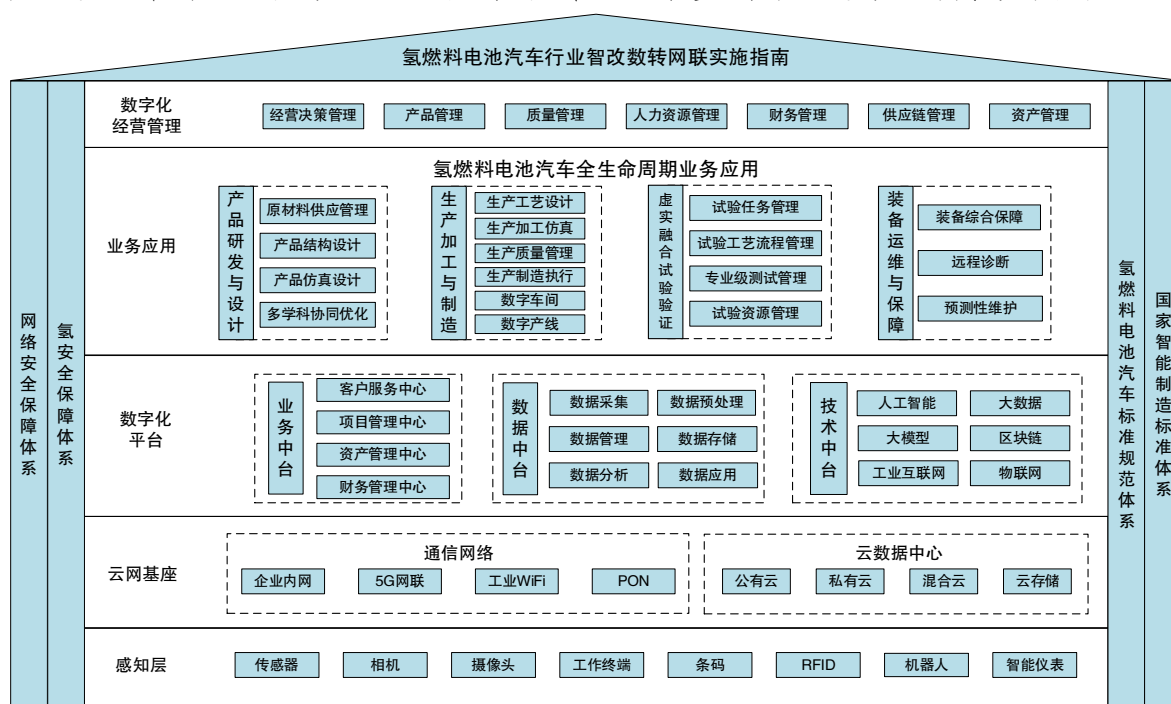 氢燃料电池汽车行业智改数转网联实施指南
网络安全保障体系
氢安全保障体系
数字化
经营管理
经营决策管理
产品管理
质量管理
人力资源管理
财务管理
供应链管理
资产管理
业务应用
氢燃料电池汽车全生命周期业务应用
产品研发与设计
原材料供应管理
产品结构设计
产品仿真设计
多学科协同优化
生产加工与制造
生产工艺设计
生产加工仿真
生产质量管理
生产制造执行
数字车间
数字产线
虚实融合试验验证
试验任务管理
试验工艺流程管理
专业级测试管理
试验资源管理
装备运维与保障
装备综合保障
远程诊断
预测性维护
数字化
平台
业务中台
客户服务中心
项目管理中心
资产管理中心
财务管理中心
数据中台
数据采集
数据预处理
数据管理
数据存储
数据分析
数据应用
技术中台
人工智能
大数据
大模型
区块链
工业互联网
物联网
云网基座
通信网络
企业内网
5G网联
工业WiFi
PON
云数据中心
公有云
私有云
混合云
云存储
感知层
传感器
相机
摄像头
工作终端
条码
RFID
机器人
智能仪表
氢燃料电池汽车标准规范体系
国家智能制造标准体系